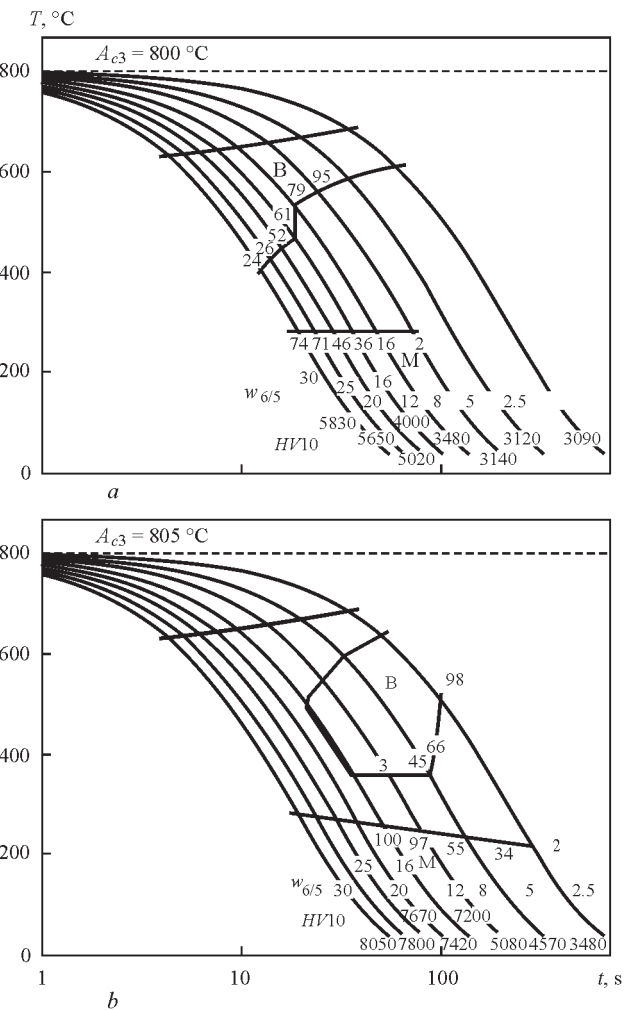 T, °C
A_c3 = 800 °C
800
600
B
95
79
61
52
26
24
400
74 71 46 36 16 2
M
200
30 25 20 16 12 8 5 2.5
w_6/5
5830 5650 5020 4000 3480 3140 3120 3090
HV10
0
a
A_c3 = 805 °C
800
600
B
98
66
3 45
400
100 97 55 34 2
200
M
w_6/5 30 25 20 16 12 8 5 2.5
HV10
7670 7200
8050 7800 7420 5080 4570 3480
0
1 10 100 t, s
b